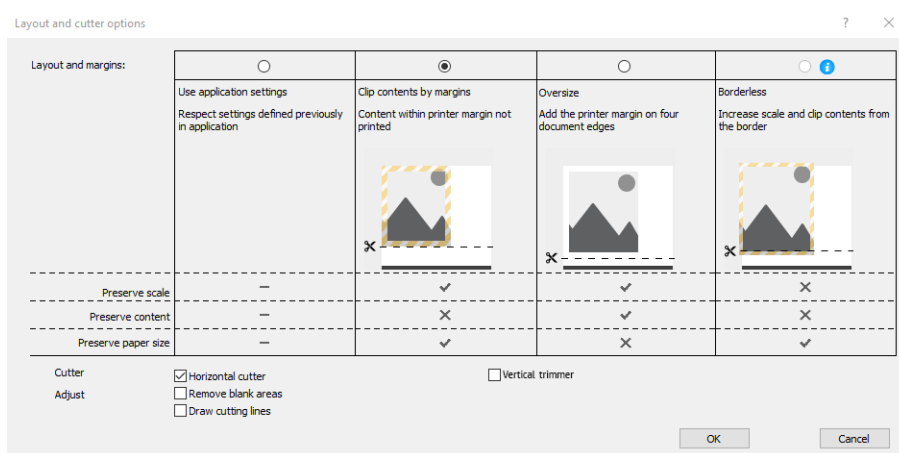 Layout and cutter options
?
Layout and margins:
Use application settings
Respect settings defined previously
in application
Clip contents by margins
Content within printer margin not
printed
Oversize
Add the printer margin on four
document edges
Borderless
Increase scale and clip contents from
the border
Preserve scale
Preserve content
Preserve paper size
Cutter
Horizontal cutter
Vertical trimmer
Adjust
Remove blank areas
Draw cutting lines
OK
Cancel